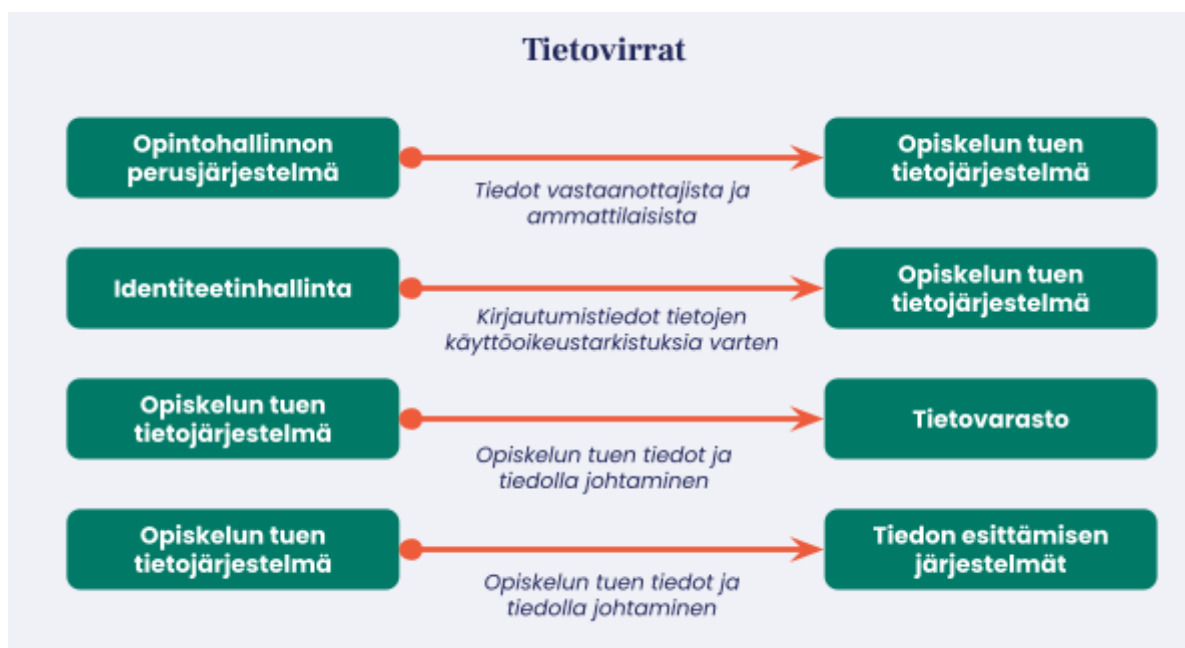 Tietovirrat
Opintohallinnon
perusjärjestelmä
Tiedot vastaanottajista ja
ammattilaisista
Opiskelun tuen
tietojärjestelmä
Identiteetinhallinta
Kirjautumistiedot tietojen
käyttöoikeustarkistuksia varten
Opiskelun tuen
tietojärjestelmä
Opiskelun tuen
tietojärjestelmä
Opiskelun tuen tiedot ja
tiedolla johtaminen
Tietovarasto
Opiskelun tuen
tietojärjestelmä
Opiskelun tuen tiedot ja
tiedolla johtaminen
Tiedon esittämisen
järjestelmät